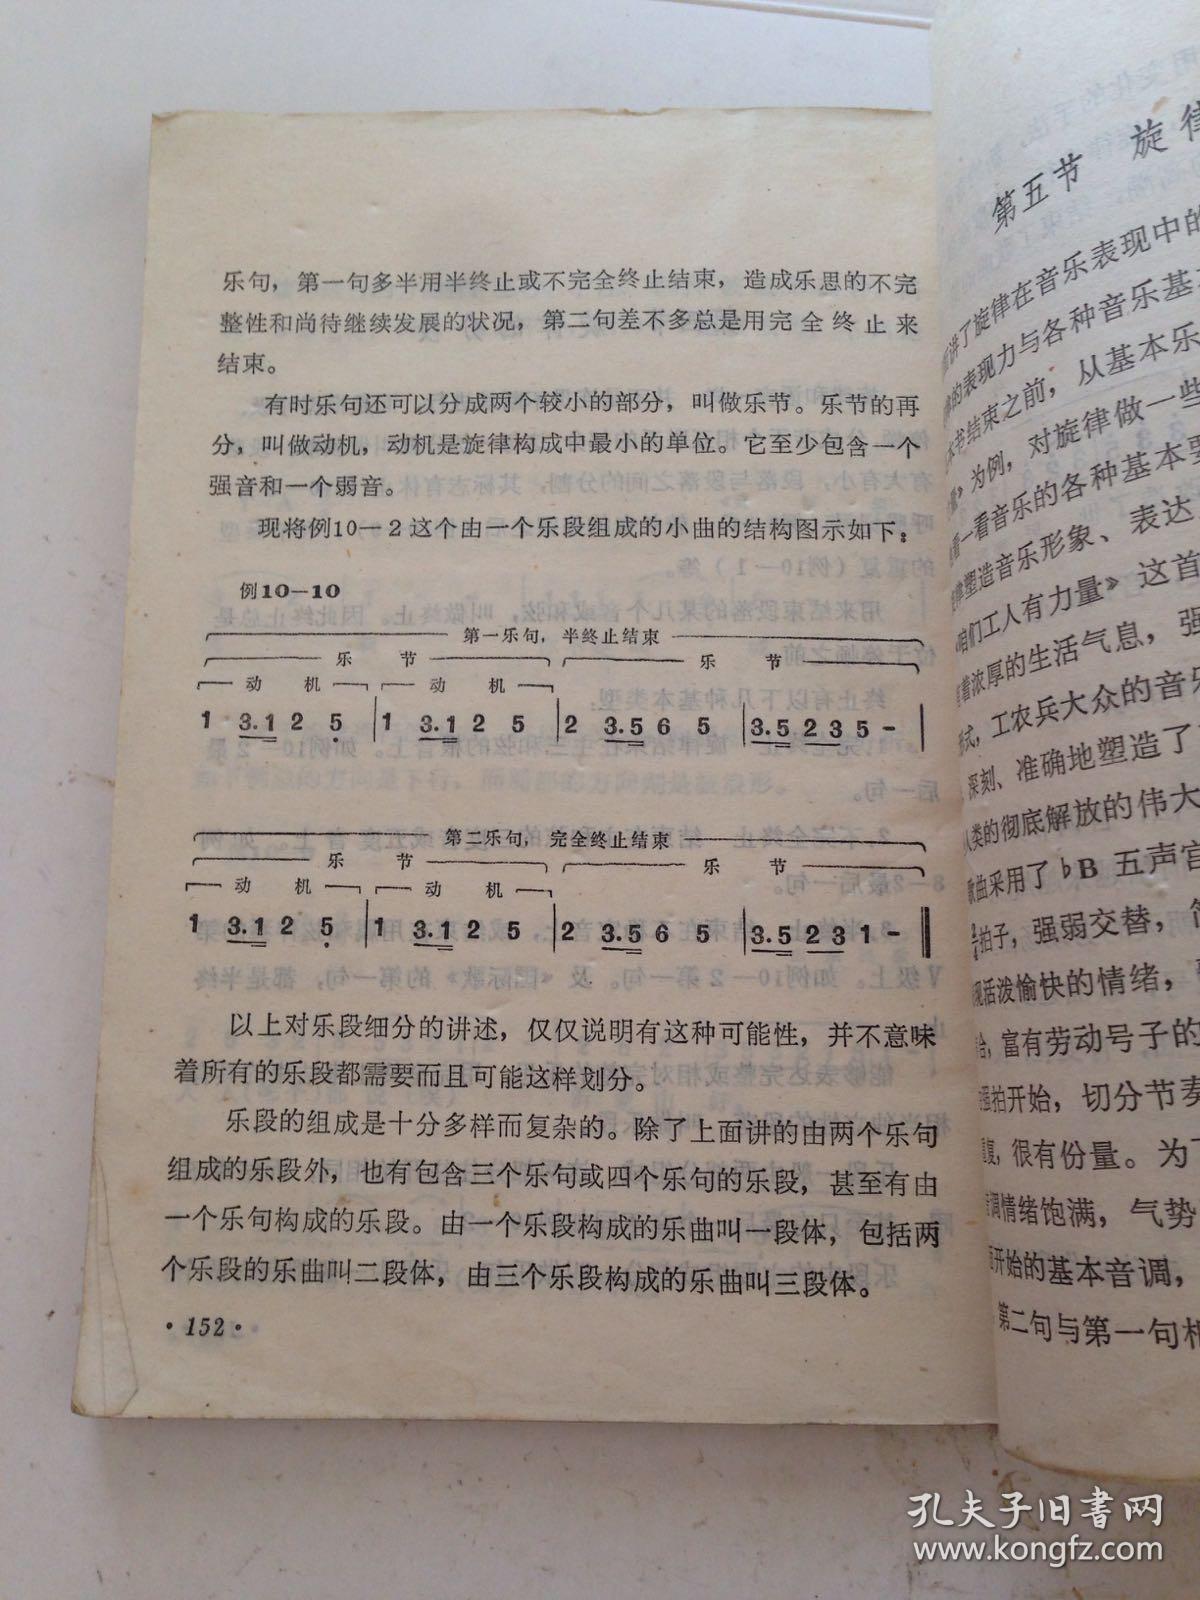 乐句，第一句多半用半终止或不完全终止结束，造成乐思的不完
整性和尚待继续发展的状况，第二句差不多总是用完全终止来
结束。
有时乐句还可以分成两个较小的部分，叫做乐节。乐节的再
分，叫做动机，动机是旋律构成中最小的单位。它至少包含一个
强音和一个弱音。
现将例10－2这个由一个乐段组成的小曲的结构图示如下：
例10－10
第一乐句，半终止结束
乐 节 乐 节
动 机 动 机
1 3.1 2 5 | 1 3.1 2 5 | 2 3.5 6 5 | 3.5 2 3 5 - |
第二乐句，完全终止结束
乐 节 乐 节
动 机 动 机
1 3.1 2 5 | 1 3.1 2 5 | 2 3.5 6 5 | 3.5 2 3 1 - ‖
以上对乐段细分的讲述，仅仅说明有这种可能性，并不意味
着所有的乐段都需要而且可能这样划分。
乐段的组成是十分多样而复杂的。除了上面讲的由两个乐句
组成的乐段外，也有包含三个乐句或四个乐句的乐段，甚至有由
一个乐句构成的乐段。由一个乐段构成的乐曲叫一段体，包括两
个乐段的乐曲叫二段体，由三个乐段构成的乐曲叫三段体。
·152·
第五节 旋律
讲了旋律在音乐表现中的
的表现力与各种音乐基
本书结束之前，从基本乐
》为例，对旋律做一些
看一看音乐的各种基本要
塑造音乐形象、表达
咱们工人有力量》这首
着浓厚的生活气息，强
形式，工农兵大众的音乐
深刻、准确地塑造了
人类的彻底解放的伟大
歌曲采用了♭B 五声宫
拍子，强弱交替，
现活泼愉快的情绪，
富有劳动号子的
强拍开始，切分节奏
复，很有份量。为
调情绪饱满，气势
开始的基本音调，
第二句与第一句相
孔夫子旧书网
www.kongfz.com